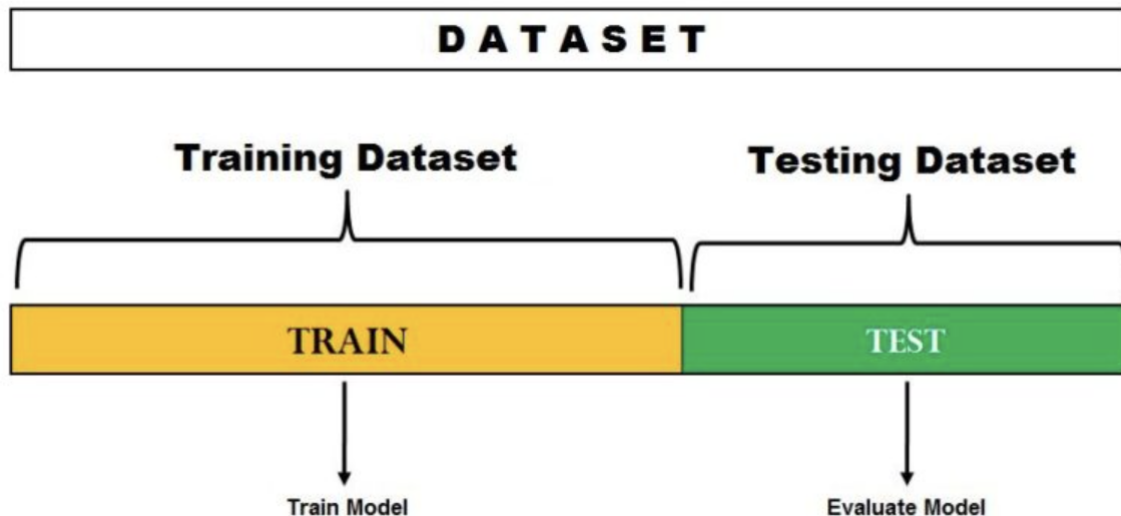 DATASET
Training Dataset
Testing Dataset
TRAIN
TEST
Train Model
Evaluate Model